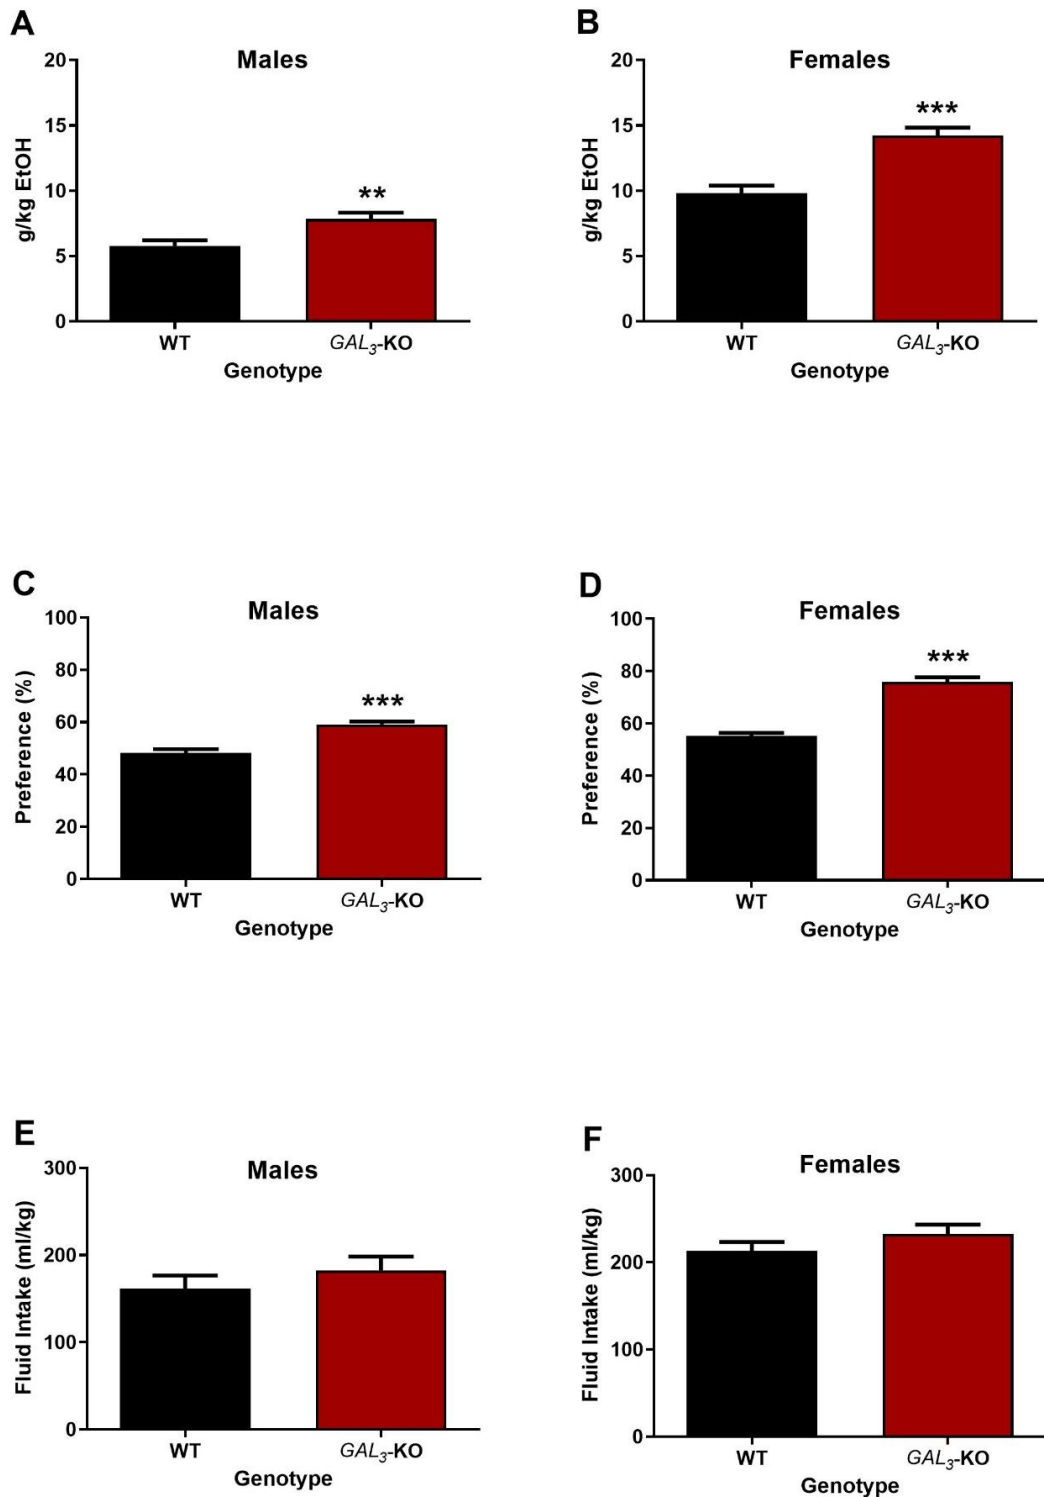 A
Males
20
15
10
5
0
g/kg EtOH
**
WT
GAL3-KO
Genotype
B
Females
20
15
10
5
0
g/kg EtOH
***
WT
GAL3-KO
Genotype
C
Males
100
80
60
40
20
0
Preference (%)
***
WT
GAL3-KO
Genotype
D
Females
100
80
60
40
20
0
Preference (%)
***
WT
GAL3-KO
Genotype
E
Males
300
200
100
0
Fluid Intake (ml/kg)
WT
GAL3-KO
Genotype
F
Females
300
200
100
0
Fluid Intake (ml/kg)
WT
GAL3-KO
Genotype